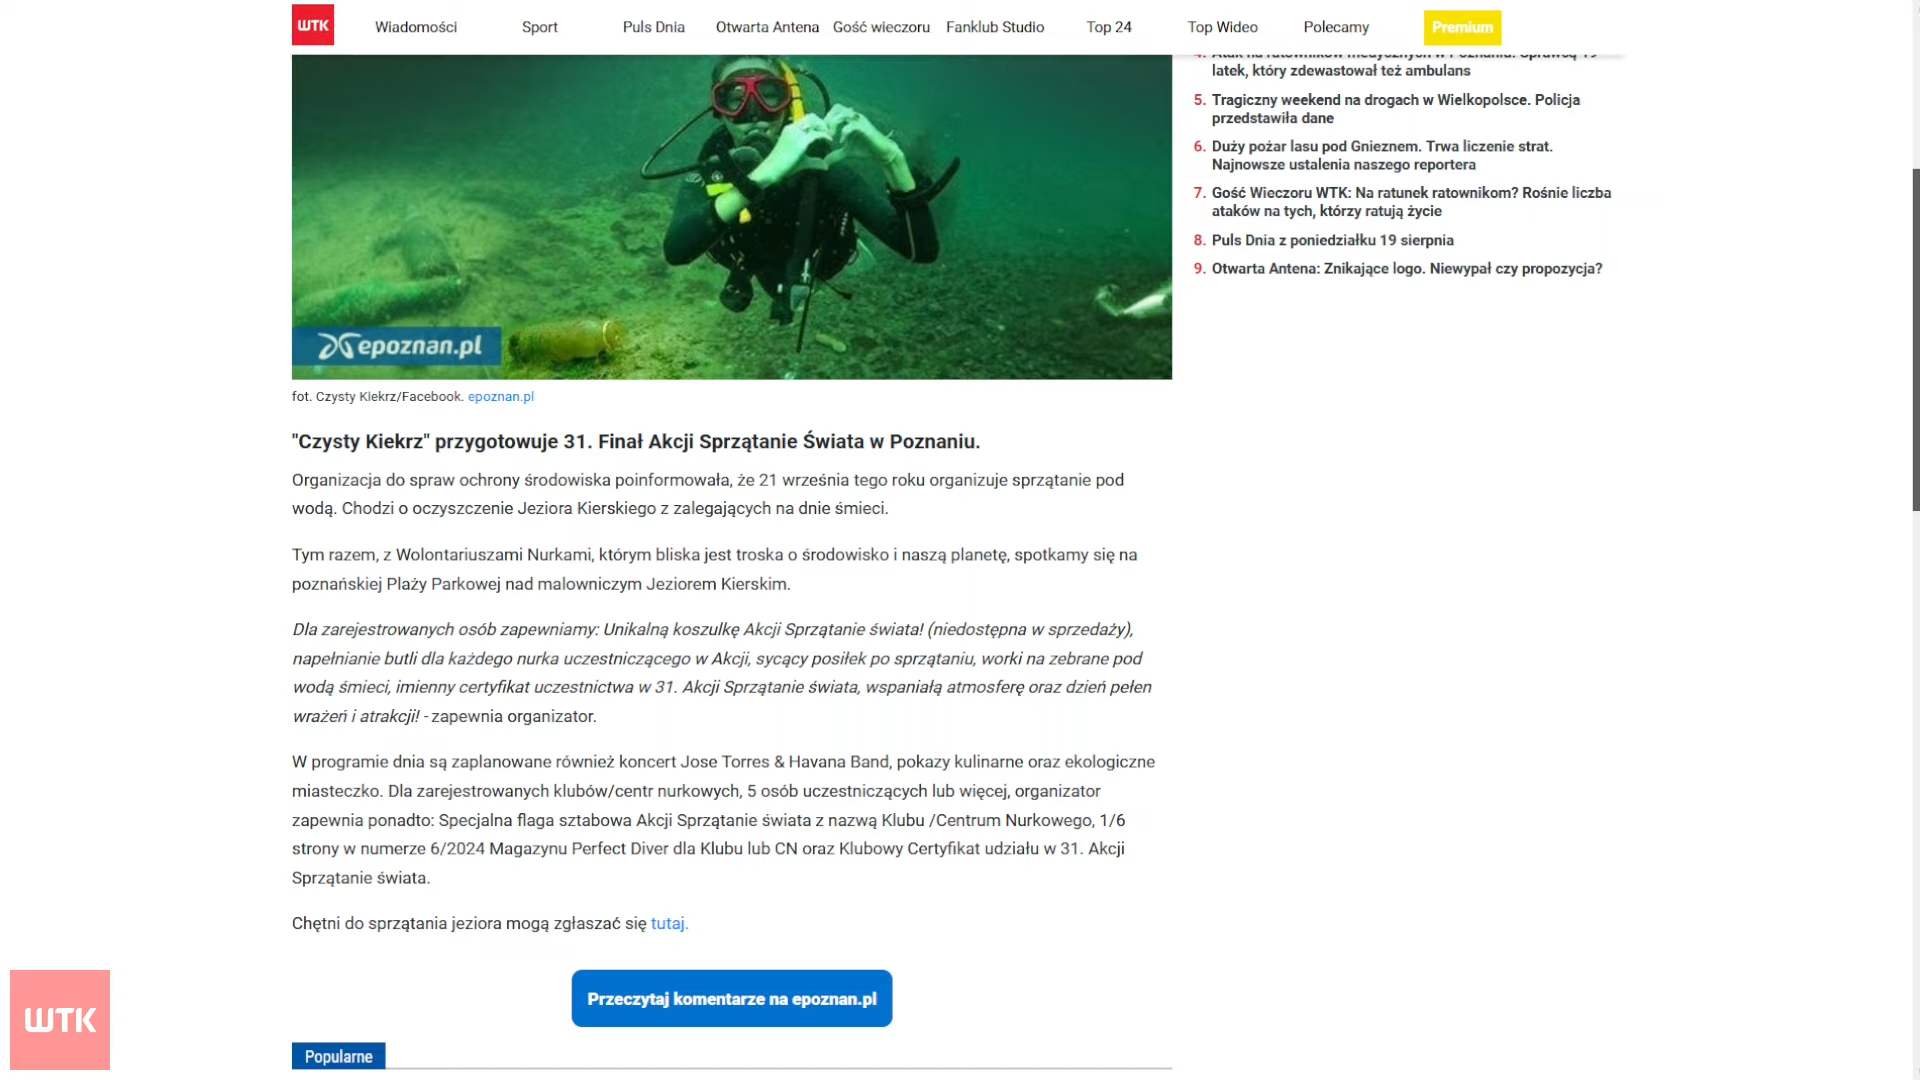 WTK
Wiadomości
Sport
Puls Dnia
Otwarta Antena
Gość wieczoru
Fanklub Studio
Top 24
Top Wideo
Polecamy
Premium
4. Atak na ratowników medycznych w Poznaniu. Sprawcą 19-
latek, który zdewastował też ambulans
5. Tragiczny weekend na drogach w Wielkopolsce. Policja
przedstawiła dane
6. Duży pożar lasu pod Gnieznem. Trwa liczenie strat.
Najnowsze ustalenia naszego reportera
7. Gość Wieczoru WTK: Na ratunek ratownikom? Rośnie liczba
ataków na tych, którzy ratują życie
8. Puls Dnia z poniedziałku 19 sierpnia
9. Otwarta Antena: Znikające logo. Niewypał czy propozycja?
epoznan.pl
fot. Czysty Kiekrz/Facebook. epoznan.pl
"Czysty Kiekrz" przygotowuje 31. Finał Akcji Sprzątanie Świata w Poznaniu.
Organizacja do spraw ochrony środowiska poinformowała, że 21 września tego roku organizuje sprzątanie pod
wodą. Chodzi o oczyszczenie Jeziora Kierskiego z zalegających na dnie śmieci.
Tym razem, z Wolontariuszami Nurkami, którym bliska jest troska o środowisko i naszą planetę, spotkamy się na
poznańskiej Plaży Parkowej nad malowniczym Jeziorem Kierskim.
Dla zarejestrowanych osób zapewniamy: Unikalną koszulkę Akcji Sprzątanie świata! (niedostępna w sprzedaży),
napełnianie butli dla każdego nurka uczestniczącego w Akcji, sycący posiłek po sprzątaniu, worki na zebrane pod
wodą śmieci, imienny certyfikat uczestnictwa w 31. Akcji Sprzątanie świata, wspaniałą atmosferę oraz dzień pełen
wrażeń i atrakcji! - zapewnia organizator.
W programie dnia są zaplanowane również koncert Jose Torres & Havana Band, pokazy kulinarne oraz ekologiczne
miasteczko. Dla zarejestrowanych klubów/centr nurkowych, 5 osób uczestniczących lub więcej, organizator
zapewnia ponadto: Specjalna flaga sztabowa Akcji Sprzątanie świata z nazwą Klubu /Centrum Nurkowego, 1/6
strony w numerze 6/2024 Magazynu Perfect Diver dla Klubu lub CN oraz Klubowy Certyfikat udziału w 31. Akcji
Sprzątanie świata.
Chętni do sprzątania jeziora mogą zgłaszać się tutaj.
Przeczytaj komentarze na epoznan.pl
WTK
Popularne